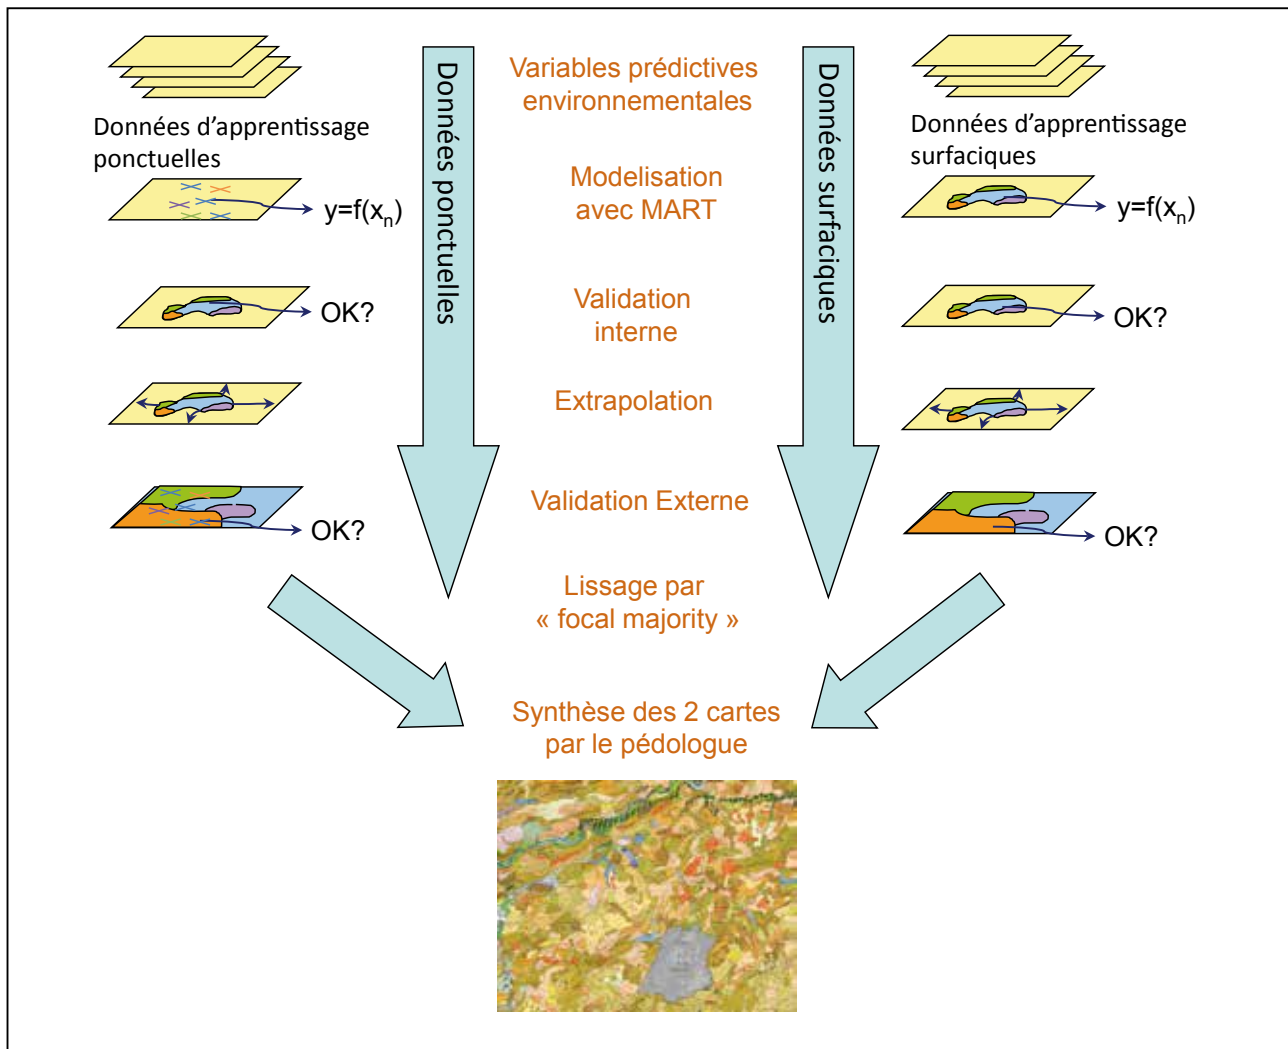 Variables prédictives
environnementales
Données d'apprentissage
ponctuelles
Données d'apprentissage
surfaciques
Données ponctuelles
Données surfaciques
Modelisation
avec MART
y=f(xn)
y=f(xn)
Validation
interne
OK?
OK?
Extrapolation
Validation Externe
OK?
OK?
Lissage par
« focal majority »
Synthèse des 2 cartes
par le pédologue